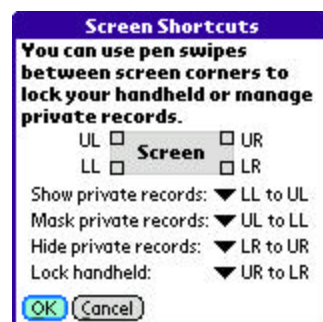 Screen Shortcuts
You can use pen swipes
between screen corners to
lock your handheld or manage
private records.
UL UR
Screen
LL LR
Show private records: LL to UL
Mask private records: UL to LL
Hide private records: LR to UR
Lock handheld: UR to LR
OK Cancel